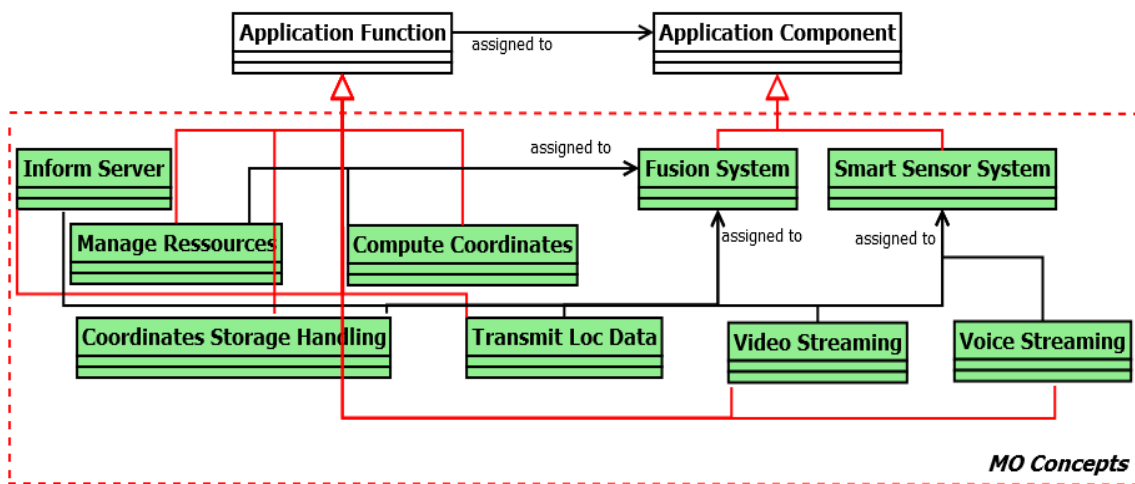 Application Function
assigned to
Application Component
assigned to
Inform Server
Fusion System
Smart Sensor System
Manage Ressources
Compute Coordinates
assigned to
assigned to
Coordinates Storage Handling
Transmit Loc Data
Video Streaming
Voice Streaming
MO Concepts